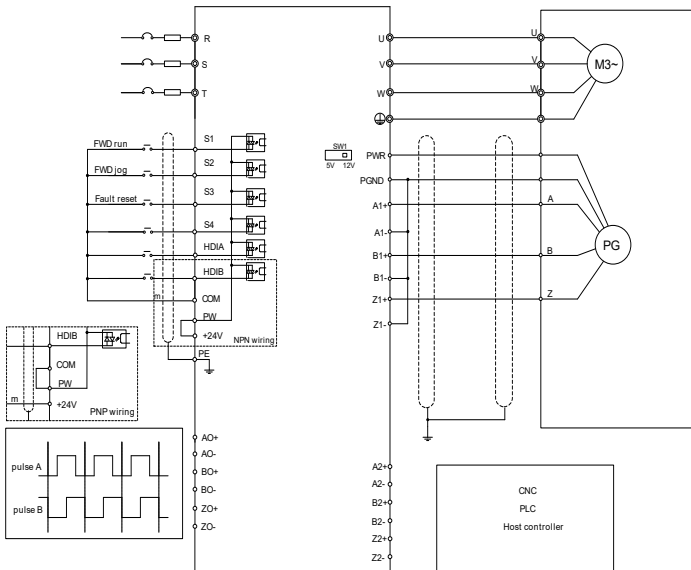 R
S
T
U
V
W
U
V
W
M3~
FWD run
FWD jog
Fault reset
S1
S2
S3
S4
HDIA
HDIB
m
COM
PW
+24V
NPN wiring
PE
SW1
5V 12V
PWR
PGND
A1+
A1-
B1+
B1-
Z1+
Z1-
A
B
Z
PG
HDIB
COM
PW
m
+24V
PNP wiring
pulse A
pulse B
AO+
AO-
BO+
BO-
ZO+
ZO-
A2+
A2-
B2+
B2-
Z2+
Z2-
CNC
PLC
Host controller